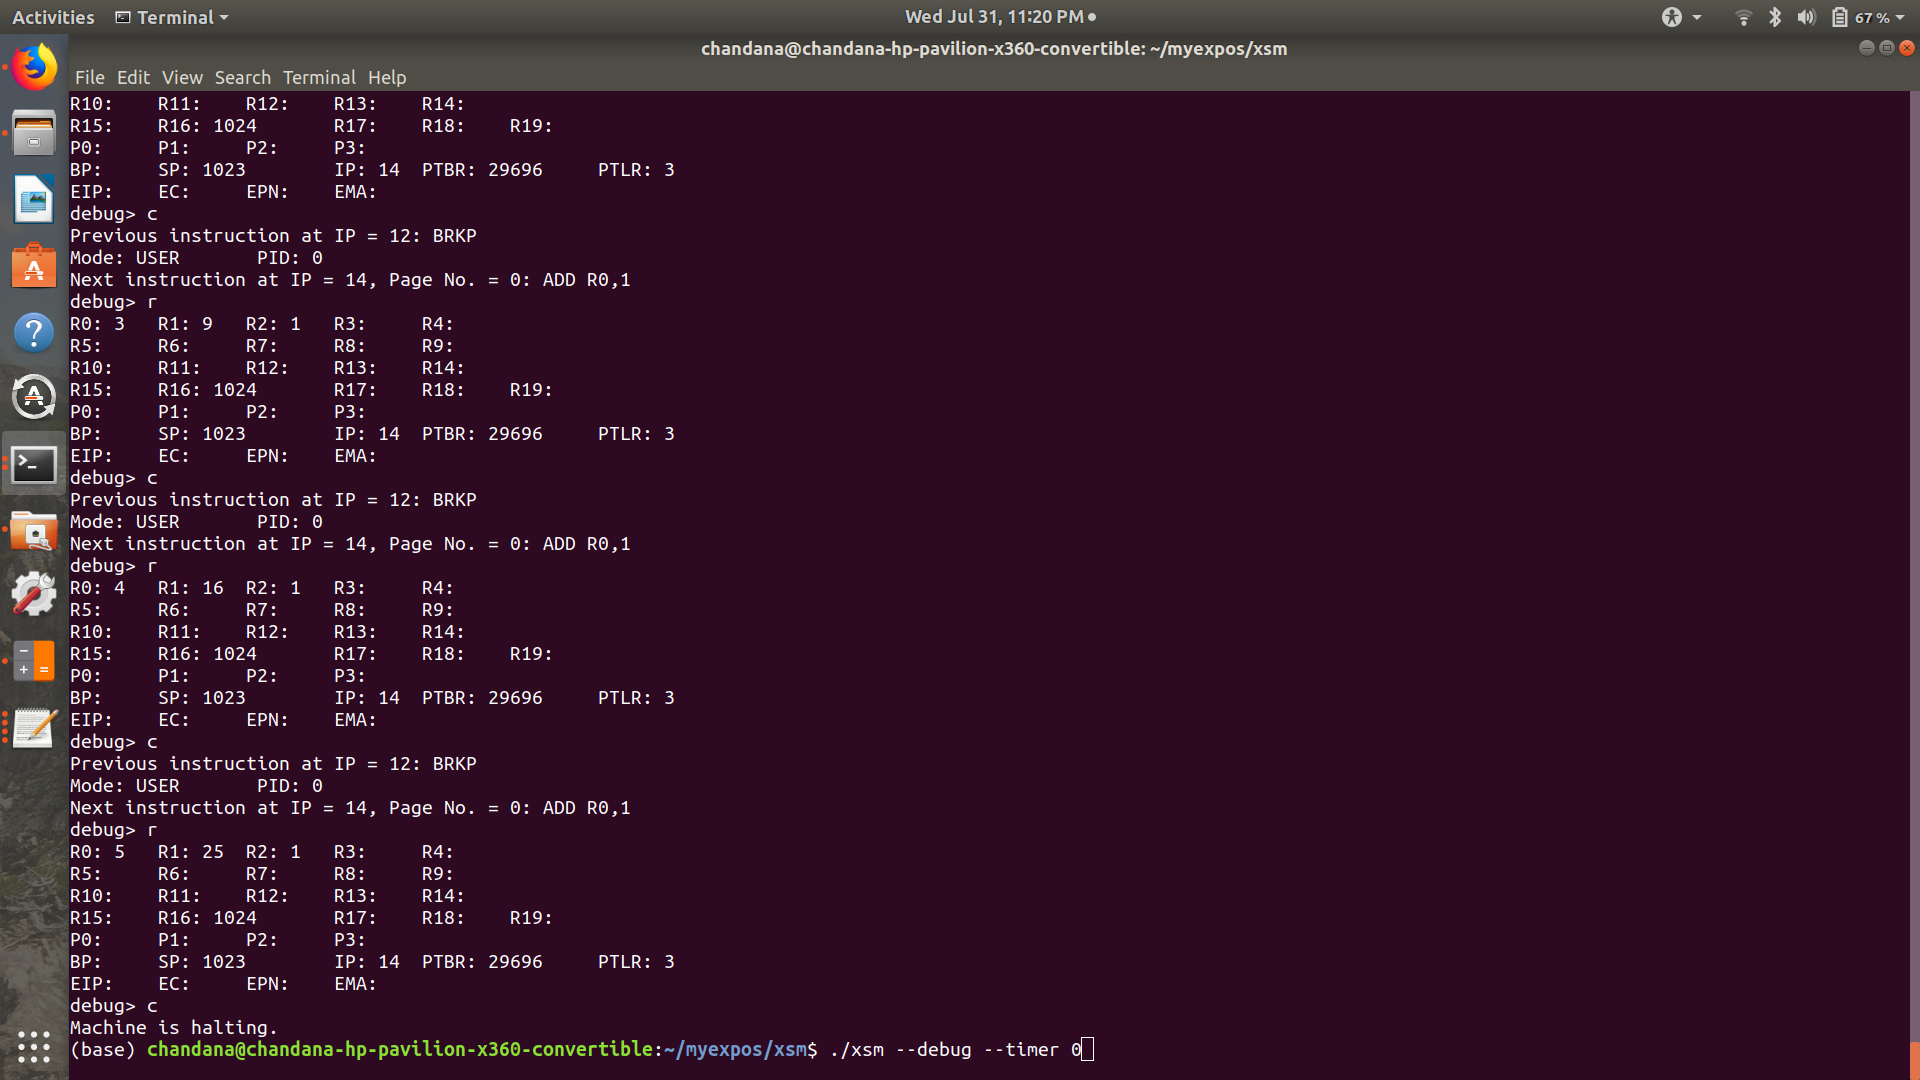 Activities Terminal Wed Jul 31, 11:20 PM 67 %
chandana@chandana-hp-pavilion-x360-convertible: ~/myexpos/xsm
File Edit View Search Terminal Help
R10: R11: R12: R13: R14:
R15: R16: 1024 R17: R18: R19:
P0: P1: P2: P3:
BP: SP: 1023 IP: 14 PTBR: 29696 PTLR: 3
EIP: EC: EPN: EMA:
debug> c
Previous instruction at IP = 12: BRKP
Mode: USER PID: 0
Next instruction at IP = 14, Page No. = 0: ADD R0,1
debug> r
R0: 3 R1: 9 R2: 1 R3: R4:
R5: R6: R7: R8: R9:
R10: R11: R12: R13: R14:
R15: R16: 1024 R17: R18: R19:
P0: P1: P2: P3:
BP: SP: 1023 IP: 14 PTBR: 29696 PTLR: 3
EIP: EC: EPN: EMA:
debug> c
Previous instruction at IP = 12: BRKP
Mode: USER PID: 0
Next instruction at IP = 14, Page No. = 0: ADD R0,1
debug> r
R0: 4 R1: 16 R2: 1 R3: R4:
R5: R6: R7: R8: R9:
R10: R11: R12: R13: R14:
R15: R16: 1024 R17: R18: R19:
P0: P1: P2: P3:
BP: SP: 1023 IP: 14 PTBR: 29696 PTLR: 3
EIP: EC: EPN: EMA:
debug> c
Previous instruction at IP = 12: BRKP
Mode: USER PID: 0
Next instruction at IP = 14, Page No. = 0: ADD R0,1
debug> r
R0: 5 R1: 25 R2: 1 R3: R4:
R5: R6: R7: R8: R9:
R10: R11: R12: R13: R14:
R15: R16: 1024 R17: R18: R19:
P0: P1: P2: P3:
BP: SP: 1023 IP: 14 PTBR: 29696 PTLR: 3
EIP: EC: EPN: EMA:
debug> c
Machine is halting.
(base) chandana@chandana-hp-pavilion-x360-convertible:~/myexpos/xsm$ ./xsm --debug --timer 0